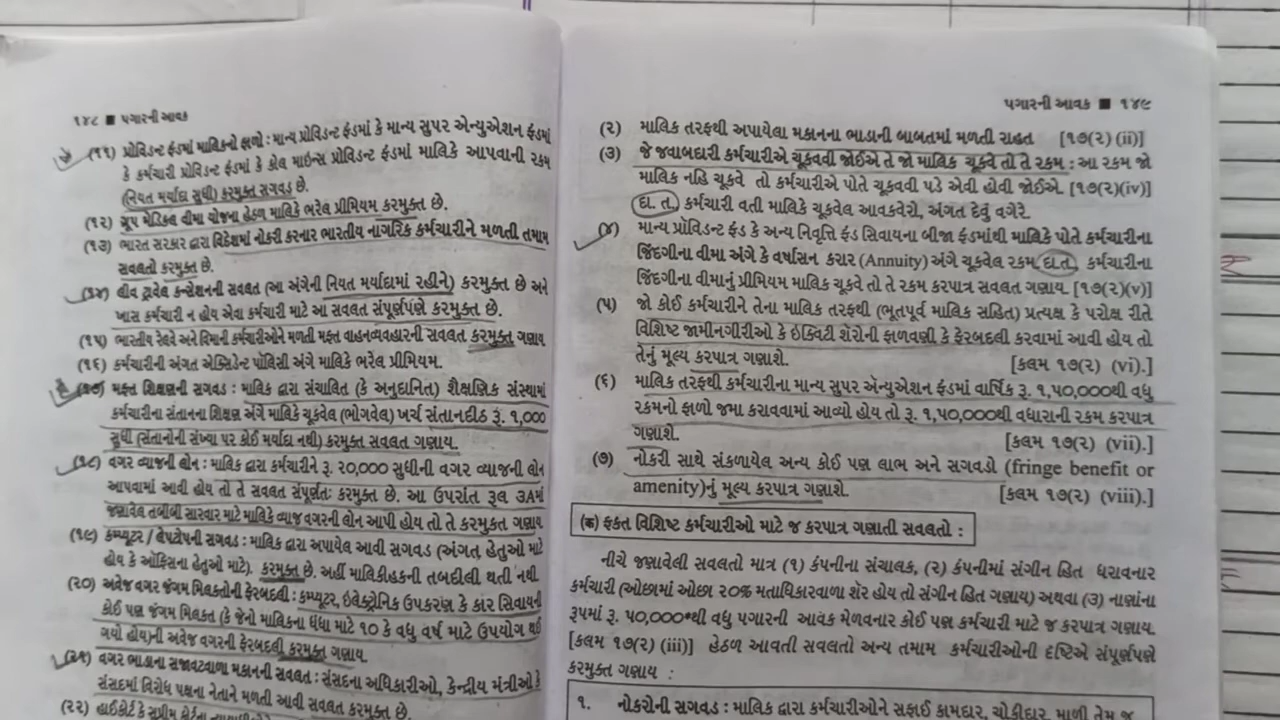 ૧૪૮ ■ પગારની આવક
(૧૧) પ્રોવિડન્ટ ફંડમાં માલિકનો ફાળો : માન્ય પ્રોવિડન્ટ ફંડમાં કે માન્ય સુપર એન્યુએશન ફંડમાં
કે કર્મચારી પ્રોવિડન્ટ ફંડમાં કે કોલ માઇન્સ પ્રોવિડન્ટ ફંડમાં માલિકે આપવાની રકમ
(નિયત મર્યાદા સુધી) કરમુક્ત સગવડ છે.
(૧૨) ગ્રૂપ મેડિકલ વીમા યોજના હેઠળ માલિકે ભરેલ પ્રીમિયમ કરમુક્ત છે.
(૧૩) ભારત સરકાર દ્વારા વિદેશમાં નોકરી કરનાર ભારતીય નાગરિક કર્મચારીને મળતી તમામ
સવલતો કરમુક્ત છે.
(૧૪) લીવ ટ્રાવેલ કન્સેશનની સવલત (આ અંગેની નિયત મર્યાદામાં રહીને) કરમુક્ત છે અને
ખાસ કર્મચારી ન હોય એવા કર્મચારી માટે આ સવલત સંપૂર્ણપણે કરમુક્ત છે.
(૧૫) ભારતીય રેલવે અને વિમાની કર્મચારીઓને મળતી મફત વાહનવ્યવહારની સવલત કરમુક્ત ગણાય
(૧૬) કર્મચારીની અંગત એક્સિડેન્ટ પૉલિસી અંગે માલિકે ભરેલ પ્રીમિયમ.
(૧૭) મફત શિક્ષણની સગવડ : માલિક દ્વારા સંચાલિત (કે અનુદાનિત) શૈક્ષણિક સંસ્થામાં
કર્મચારીના સંતાનના શિક્ષણ અંગે માલિકે ચૂકવેલ (ભોગવેલ) ખર્ચ સંતાનદીઠ રૂ. ૧,૦૦૦
સુધી (સંતાનોની સંખ્યા પર કોઈ મર્યાદા નથી) કરમુક્ત સવલત ગણાય.
(૧૮) વગર વ્યાજની લોન : માલિક દ્વારા કર્મચારીને રૂ. ૨૦,૦૦૦ સુધીની વગર વ્યાજની લોન
આપવામાં આવી હોય તો તે સવલત સંપૂર્ણતઃ કરમુક્ત છે. આ ઉપરાંત રૂલ ૩Aમાં
જણાવેલ તબીબી સારવાર માટે માલિકે વ્યાજ વગરની લોન આપી હોય તો તે કરમુક્ત ગણાય
(૧૯) કમ્પ્યૂટર / લેપટોપની સગવડ : માલિક દ્વારા અપાયેલ આવી સગવડ (અંગત હેતુઓ માટે
હોય કે ઑફિસના હેતુઓ માટે). કરમુક્ત છે. અહીં માલિકીહકની તબદીલી થતી નથી
(૨૦) અવેજ વગર જંગમ મિલકતોની ફેરબદલી : કમ્પ્યૂટર, ઇલેક્ટ્રોનિક ઉપકરણ કે કાર સિવાયની
કોઈ પણ જંગમ મિલકત (કે જેનો માલિકના ધંધા માટે ૧૦ કે વધુ વર્ષ માટે ઉપયોગ થઈ
ગયો હોય)ની અવેજ વગરની ફેરબદલી કરમુક્ત ગણાય.
(૨૧) વગર ભાડાના સજાવટવાળા મકાનની સવલત : સંસદના અધિકારીઓ, કેન્દ્રીય મંત્રીઓ કે
સંસદમાં વિરોધ પક્ષના નેતાને મળતી આવી સવલત કરમુક્ત છે.
(૨૨) હાઈકોર્ટ કે સુપ્રીમ કોર્ટના
પગારની આવક ■ ૧૪૯
(૨) માલિક તરફથી અપાયેલા મકાનના ભાડાની બાબતમાં મળતી રાહત [૧૭(૨) (ii)]
(૩) જે જવાબદારી કર્મચારીએ ચૂકવવી જોઈએ તે જો માલિક ચૂકવે તો તે રકમ : આ રકમ જો
માલિક નહિ ચૂકવે તો કર્મચારીએ પોતે ચૂકવવી પડે એવી હોવી જોઈએ. [૧૭(૨)(iv)]
દા. ત. કર્મચારી વતી માલિકે ચૂકવેલ આવકવેરો, અંગત દેવું વગેરે.
(૪) માન્ય પ્રૉવિડન્ટ ફંડ કે અન્ય નિવૃત્તિ ફંડ સિવાયના બીજા ફંડમાંથી માલિકે પોતે કર્મચારીના
જિંદગીના વીમા અંગે કે વર્ષાસન કરાર (Annuity) અંગે ચૂકવેલ રકમ દા.ત. કર્મચારીના
જિંદગીના વીમાનું પ્રીમિયમ માલિક ચૂકવે તો તે રકમ કરપાત્ર સવલત ગણાય [૧૭(૨)(v)]
(૫) જો કોઈ કર્મચારીને તેના માલિક તરફથી (ભૂતપૂર્વ માલિક સહિત) પ્રત્યક્ષ કે પરોક્ષ રીતે
વિશિષ્ટ જામીનગીરીઓ કે ઇક્વિટી શૅરોની ફાળવણી કે ફેરબદલી કરવામાં આવી હોય તો
તેનું મૂલ્ય કરપાત્ર ગણાશે. [કલમ ૧૭(૨) (vi).]
(૬) માલિક તરફથી કર્મચારીના માન્ય સુપર ઍન્યુએશન ફંડમાં વાર્ષિક રૂ. ૧,૫૦,૦૦૦થી વધુ
રકમનો ફાળો જમા કરાવવામાં આવ્યો હોય તો રૂ. ૧,૫૦,૦૦૦થી વધારાની રકમ કરપાત્ર
ગણાશે. [કલમ ૧૭(૨) (vii).]
(૭) નોકરી સાથે સંકળાયેલ અન્ય કોઈ પણ લાભ અને સગવડો (fringe benefit or
amenity)નું મૂલ્ય કરપાત્ર ગણાશે. [કલમ ૧૭(૨) (viii).]
(ક) ફક્ત વિશિષ્ટ કર્મચારીઓ માટે જ કરપાત્ર ગણાતી સવલતો :
નીચે જણાવેલી સવલતો માત્ર (૧) કંપનીના સંચાલક, (૨) કંપનીમાં સંગીન હિત ધરાવનાર
કર્મચારી (ઓછામાં ઓછા ૨૦% મતાધિકારવાળા શૅર હોય તો સંગીન હિત ગણાય) અથવા (૩) નાણાંના
રૂપમાં રૂ. ૫૦,૦૦૦*થી વધુ પગારની આવક મેળવનાર કોઈ પણ કર્મચારી માટે જ કરપાત્ર ગણાય
[કલમ ૧૭(૨) (iii)] હેઠળ આવતી સવલતો અન્ય તમામ કર્મચારીઓની દૃષ્ટિએ સંપૂર્ણપણે
કરમુક્ત ગણાય :
૧. નોકરોની સગવડ : માલિક દ્વારા કર્મચારીઓને સફાઈ કામદાર, ચોકીદાર, માળી તેમ જ